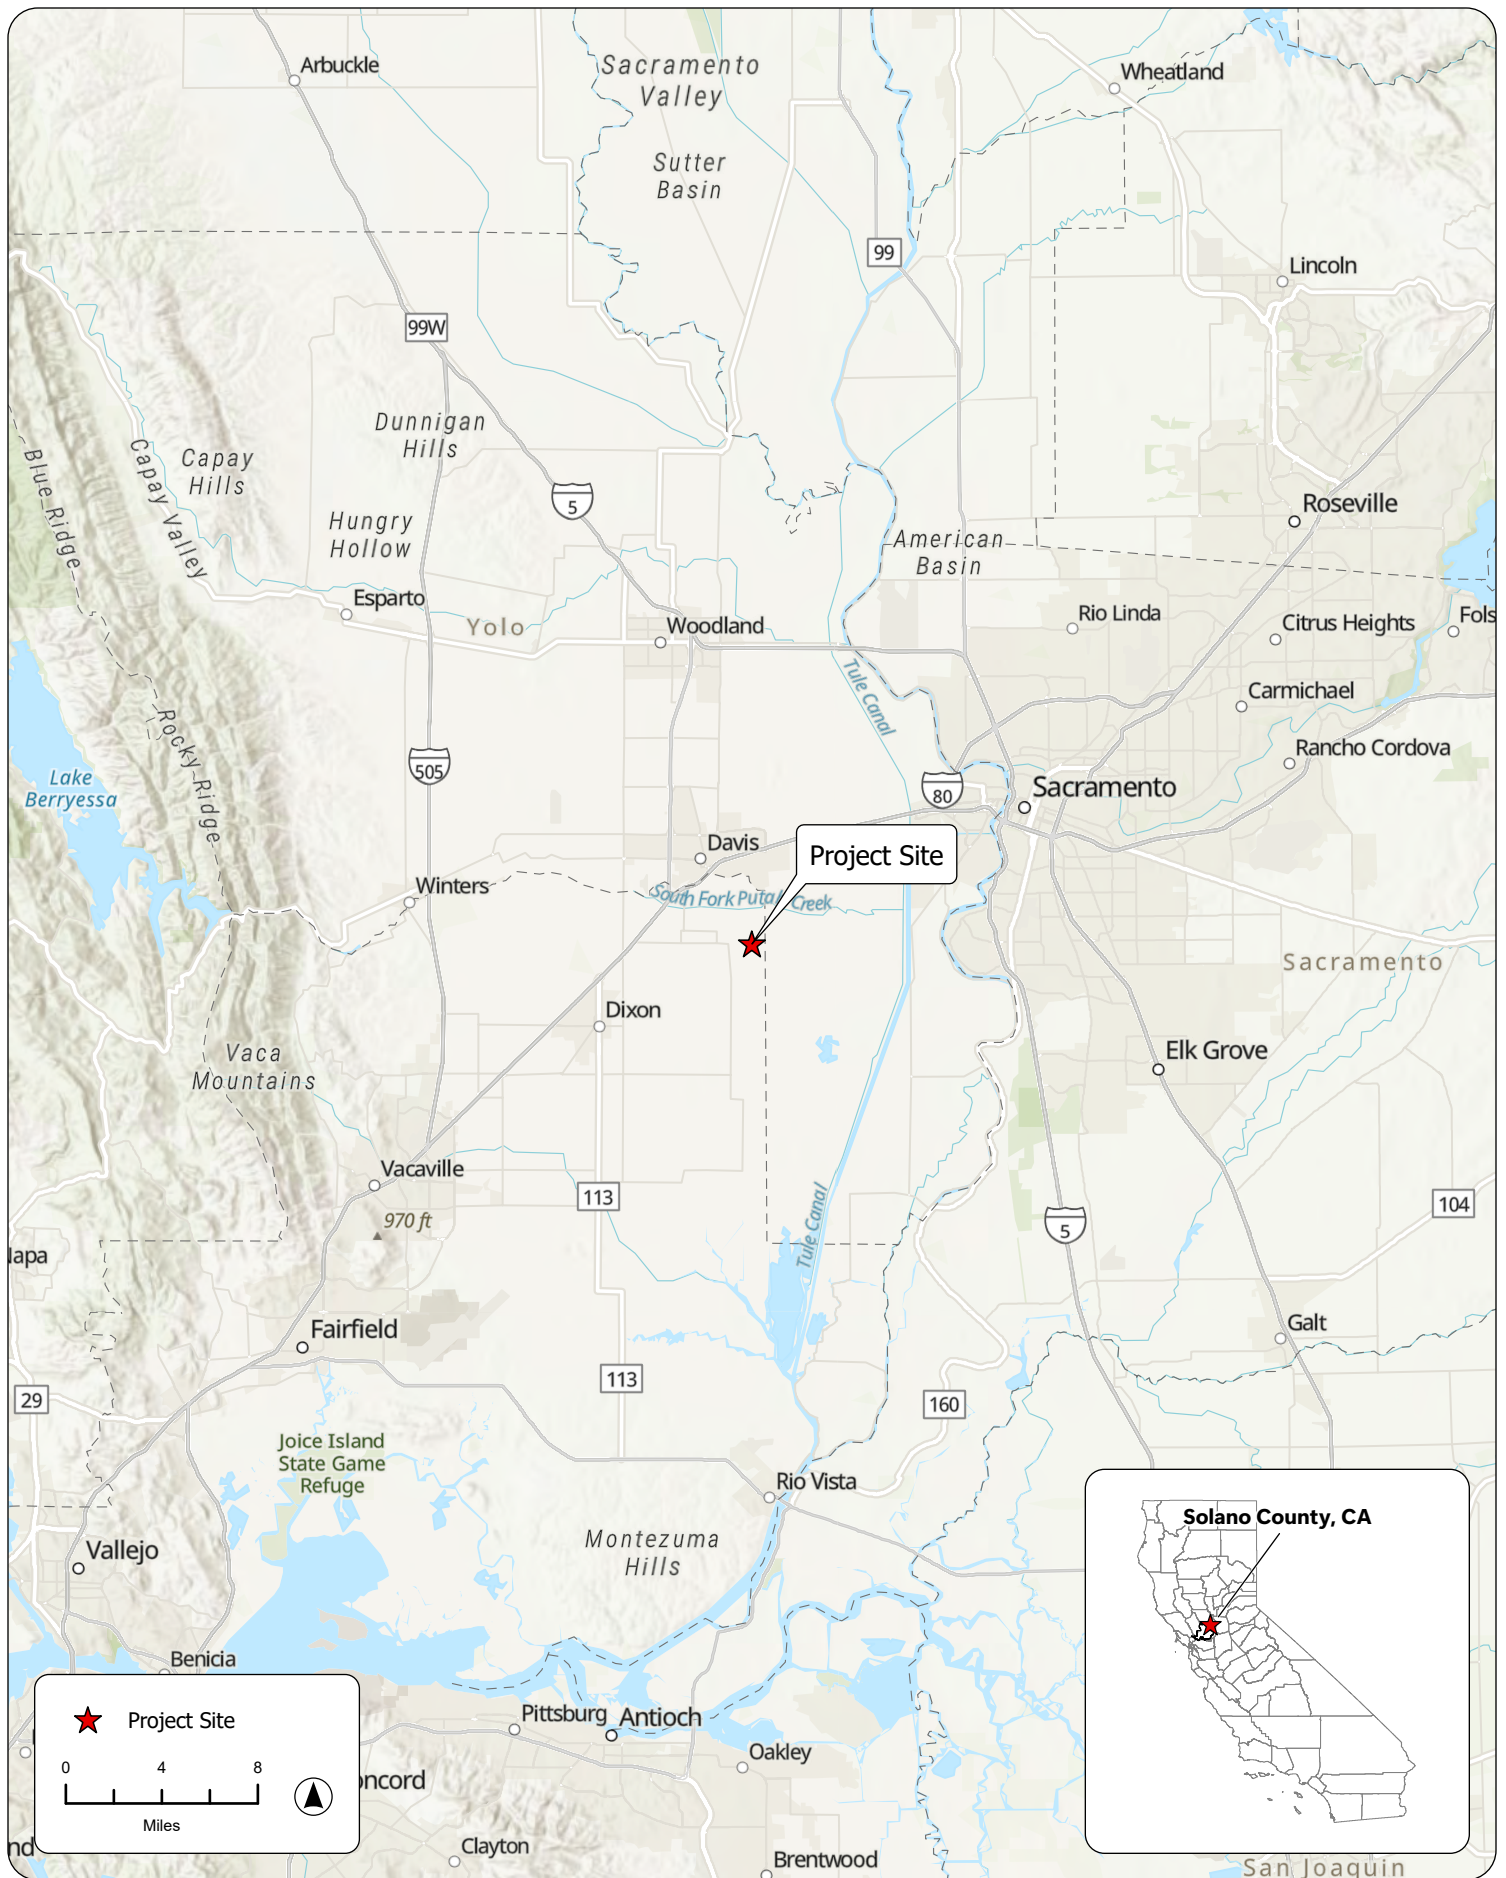 Arbuckle
Sacramento
Valley
Wheatland
Sutter
Basin
99
Lincoln
99W
Dunnigan
Hills
Capay
Hills
Capay Valley
Blue Ridge
5
Roseville
Hungry
Hollow
American
Basin
Esparto
Yolo
Woodland
Rio Linda
Citrus Heights
Fols
Tule Canal
Carmichael
Rocky Ridge
Rancho Cordova
505
Lake
Berryessa
80
Sacramento
Davis
Project Site
Winters
South Fork Putah Creek
Sacramento
Dixon
Vaca
Mountains
Elk Grove
Vacaville
113
970 ft
Tule Canal
5
104
Napa
Fairfield
Galt
113
29
160
Joice Island
State Game
Refuge
Rio Vista
Montezuma
Hills
Vallejo
Solano County, CA
Benicia
Pittsburg
Antioch
Project Site
Oakley
0 4 8
Miles
oncord
Clayton
nd
Brentwood
San Joaquin